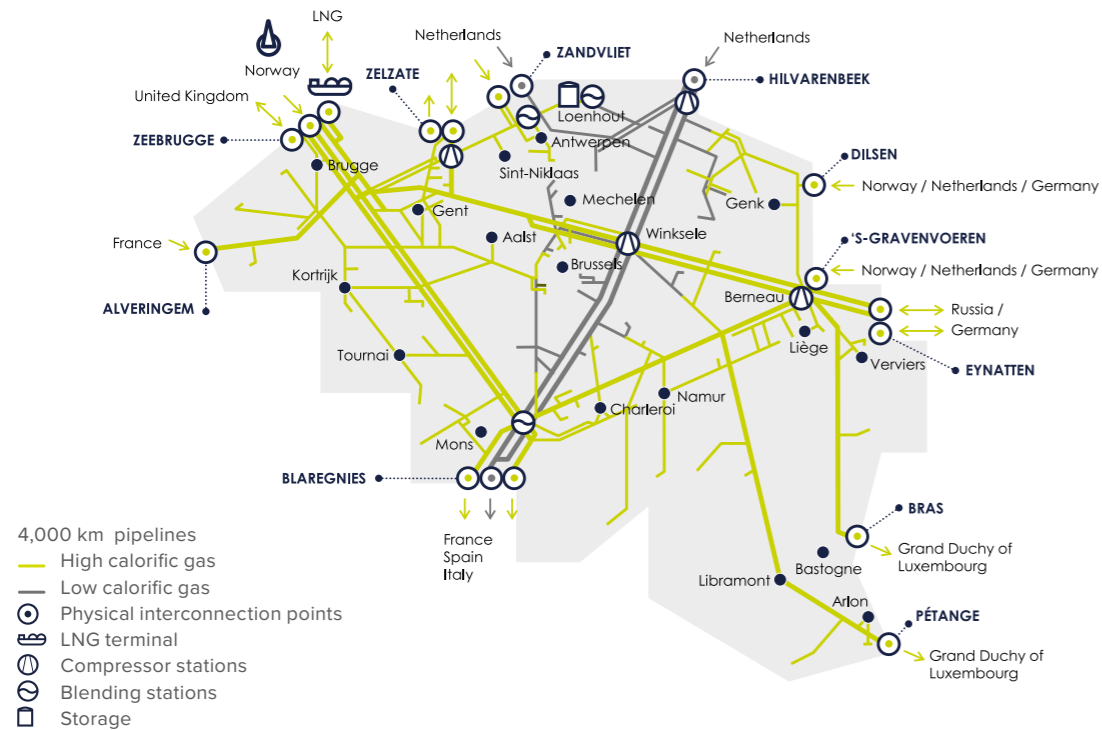 LNG
Norway
United Kingdom
ZEEBRUGGE
ZELZATE
Netherlands
ZANDVLIET
Netherlands
HILVARENBEEK
Loenhout
Antwerpen
Brugge
Sint-Niklaas
DILSEN
Norway / Netherlands / Germany
Mechelen
Genk
Gent
Aalst
Winksele
'S-GRAVENVOEREN
Norway / Netherlands / Germany
France
Brussels
Kortrijk
Berneau
ALVERINGEM
Russia /
Germany
Liège
Tournai
Verviers
EYNATTEN
Namur
Charleroi
Mons
BLAREGNIES
France
Spain
Italy
BRAS
Grand Duchy of
Luxembourg
Bastogne
Libramont
Arlon
PÉTANGE
Grand Duchy of
Luxembourg
4,000 km pipelines
High calorific gas
Low calorific gas
Physical interconnection points
LNG terminal
Compressor stations
Blending stations
Storage